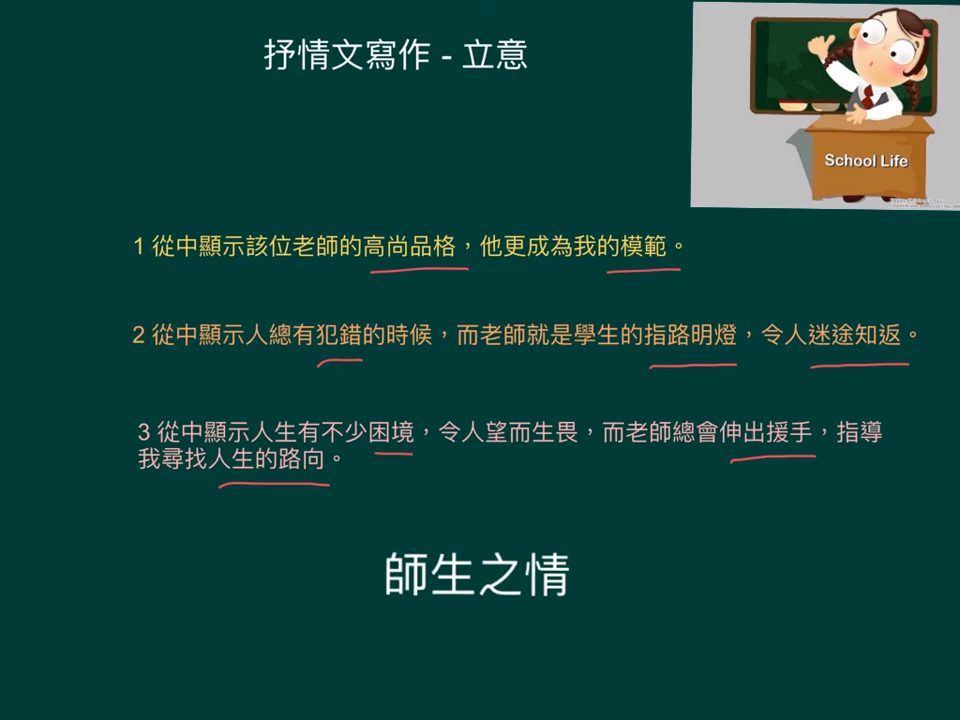 抒情文寫作 - 立意
School Life
1 從中顯示該位老師的高尚品格，他更成為我的模範。
2 從中顯示人總有犯錯的時候，而老師就是學生的指路明燈，令人迷途知返。
3 從中顯示人生有不少困境，令人望而生畏，而老師總會伸出援手，指導
我尋找人生的路向。
師生之情